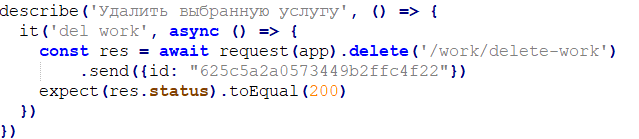 describe('Удалить выбранную услугу', () => {
  it('del work', async () => {
    const res = await request(app).delete('/work/delete-work')
        .send({id: "625c5a2a0573449b2ffc4f22"})
    expect(res.status).toEqual(200)
  })
})